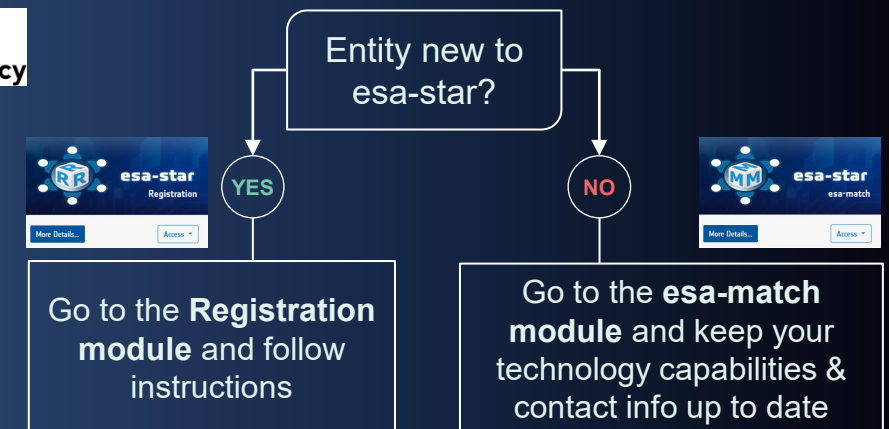 cy
Entity new to
esa-star?
R R
esa-star
Registration
More Details...
Access
YES
NO
M M
esa-star
esa-match
More Details...
Access
Go to the Registration
module and follow
instructions
Go to the esa-match
module and keep your
technology capabilities &
contact info up to date